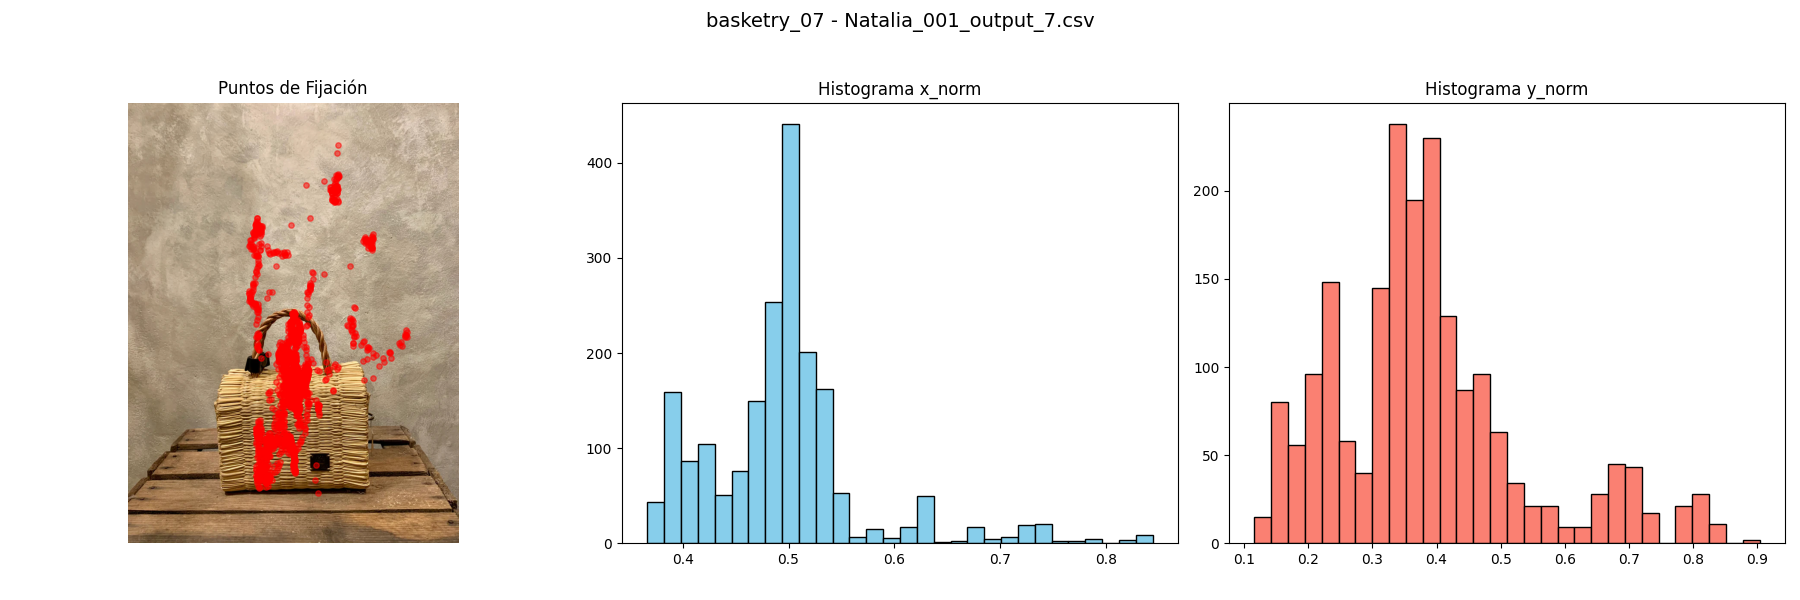 basketry_07 - Natalia_001_output_7.csv
Puntos de Fijación
Histograma x_norm
400
300
200
100
0
0.4 0.5 0.6 0.7 0.8
Histograma y_norm
200
150
100
50
0
0.1 0.2 0.3 0.4 0.5 0.6 0.7 0.8 0.9